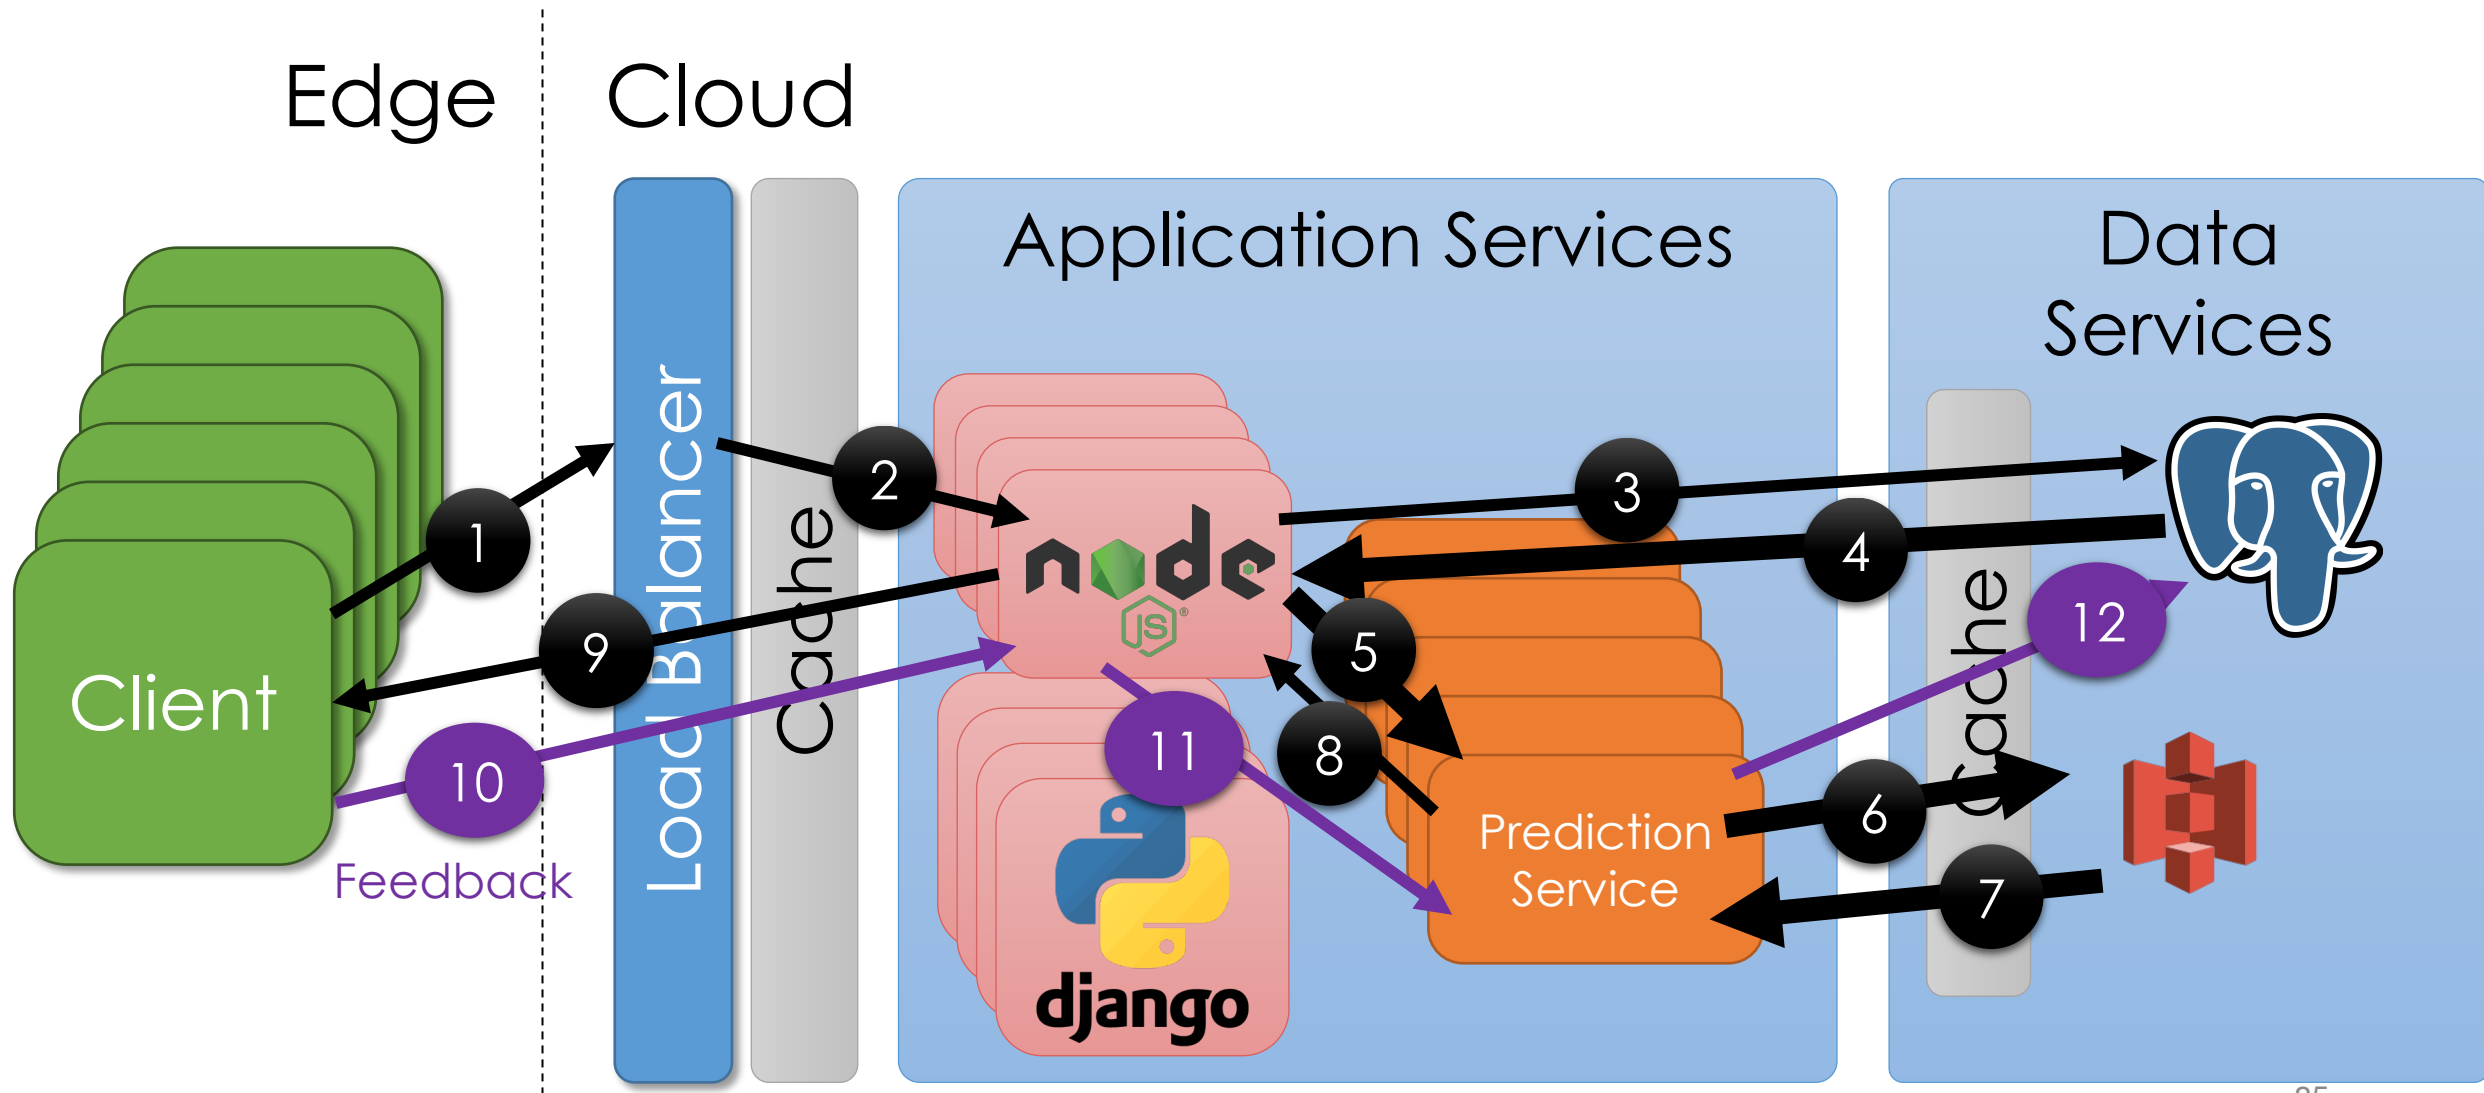 Edge
Cloud
Application Services
Data
Services
Load Balancer
Cache
Cache
Client
Feedback
node
JS
®
django
Prediction
Service
1
2
3
4
5
6
7
8
9
10
11
12